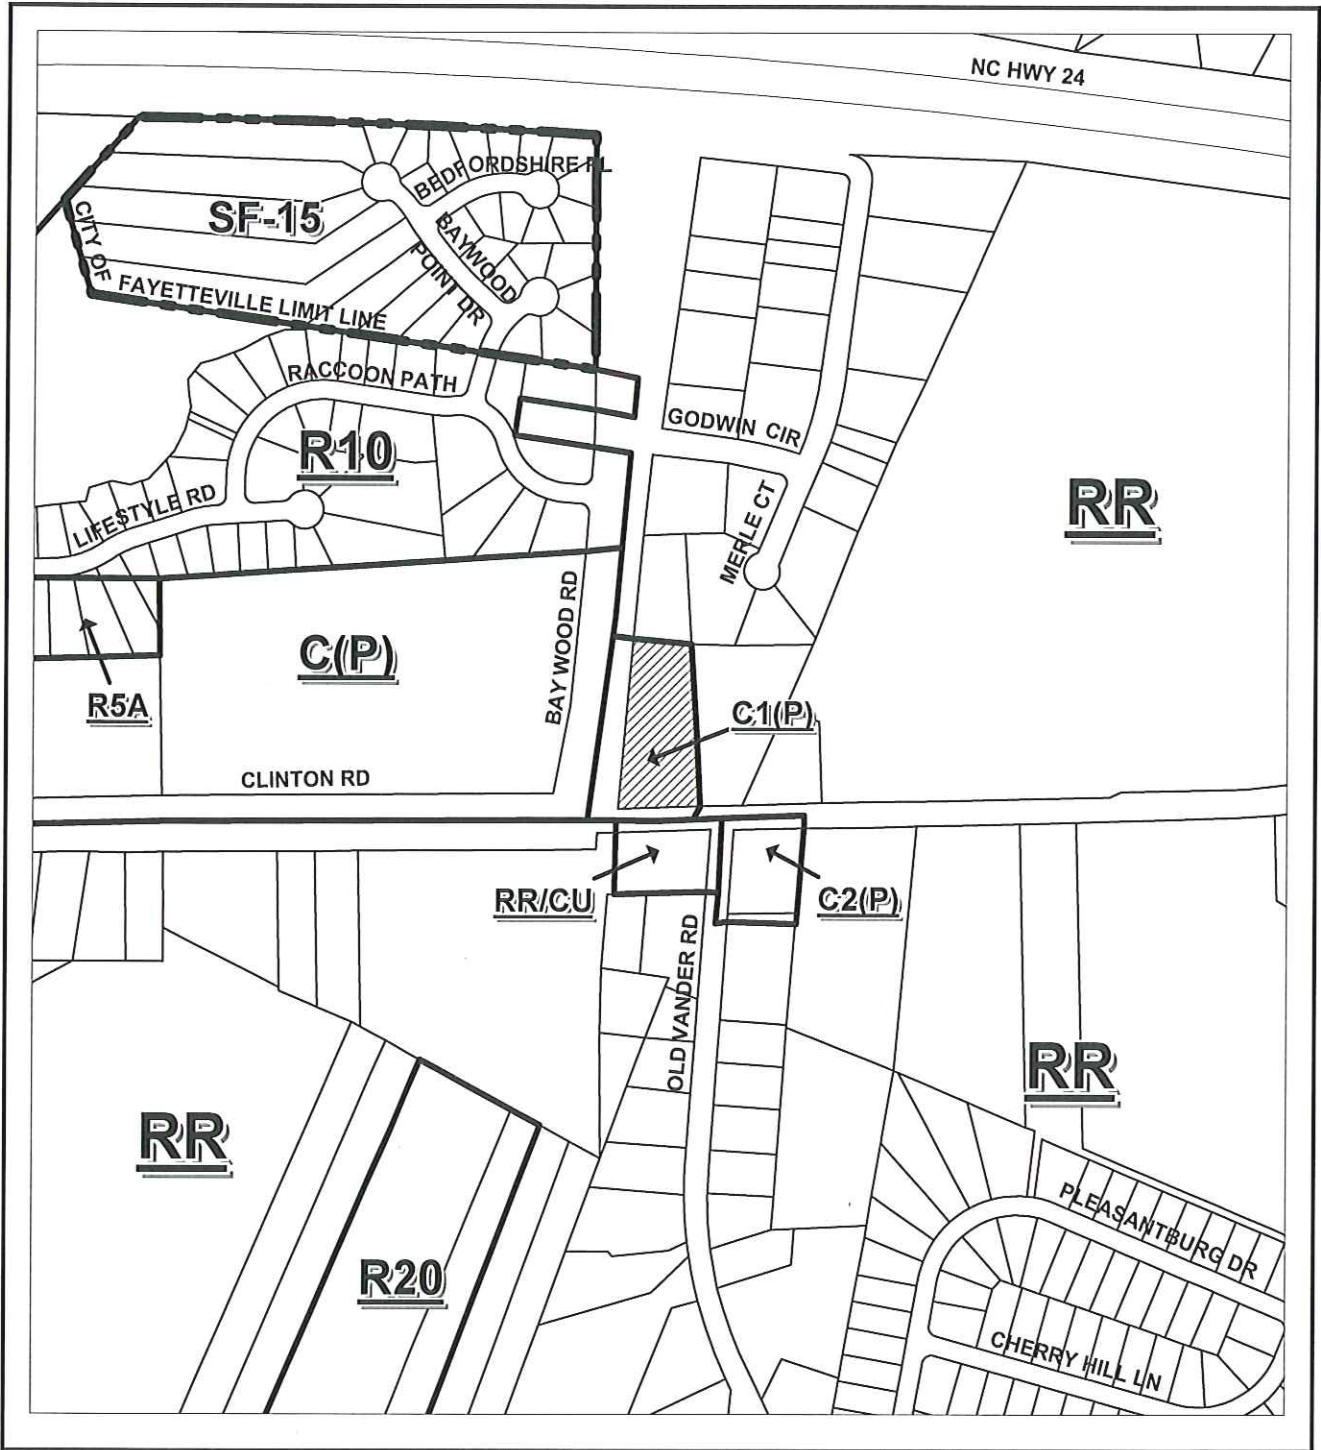 NC HWY 24
BEDFORDSHIRE PL
SF-15
BAYWOOD
POINT DR
CITY OF
FAYETTEVILLE LIMIT LINE
RACCOON PATH
GODWIN CIR
R10
RR
LIFESTYLE RD
MERLE CT
BAYWOOD RD
C(P)
R5A
C1(P)
CLINTON RD
RR/CU
C2(P)
OLD VANDER RD
RR
RR
PLEASANTBURG DR
R20
CHERRY HILL LN